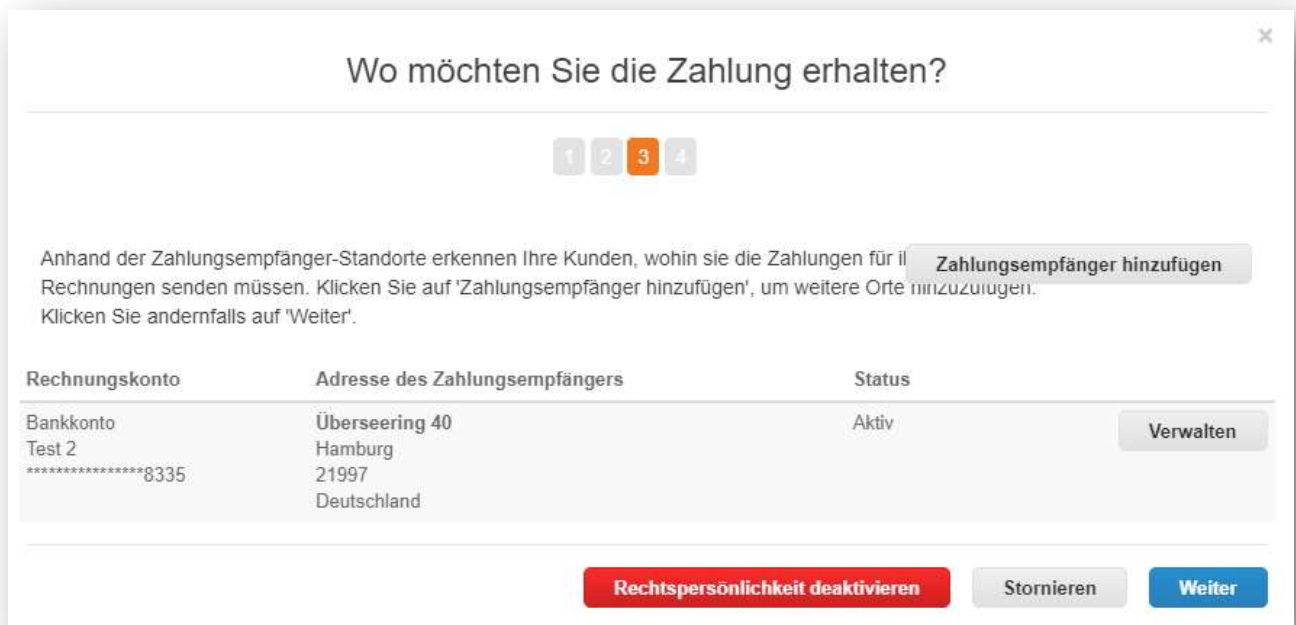 ×
Wo möchten Sie die Zahlung erhalten?
1 2 3 4
Anhand der Zahlungsempfänger-Standorte erkennen Ihre Kunden, wohin sie die Zahlungen für
Zahlungsempfänger hinzufügen
Rechnungen senden müssen. Klicken Sie auf 'Zahlungsempfänger hinzufügen', um weitere Orte hinzuzufügen.
Klicken Sie andernfalls auf 'Weiter'.
Rechnungskonto Adresse des Zahlungsempfängers Status
Bankkonto Überseering 40 Aktiv Verwalten
Test 2 Hamburg
****************8335 21997
Deutschland
Rechtspersönlichkeit deaktivieren Stornieren Weiter